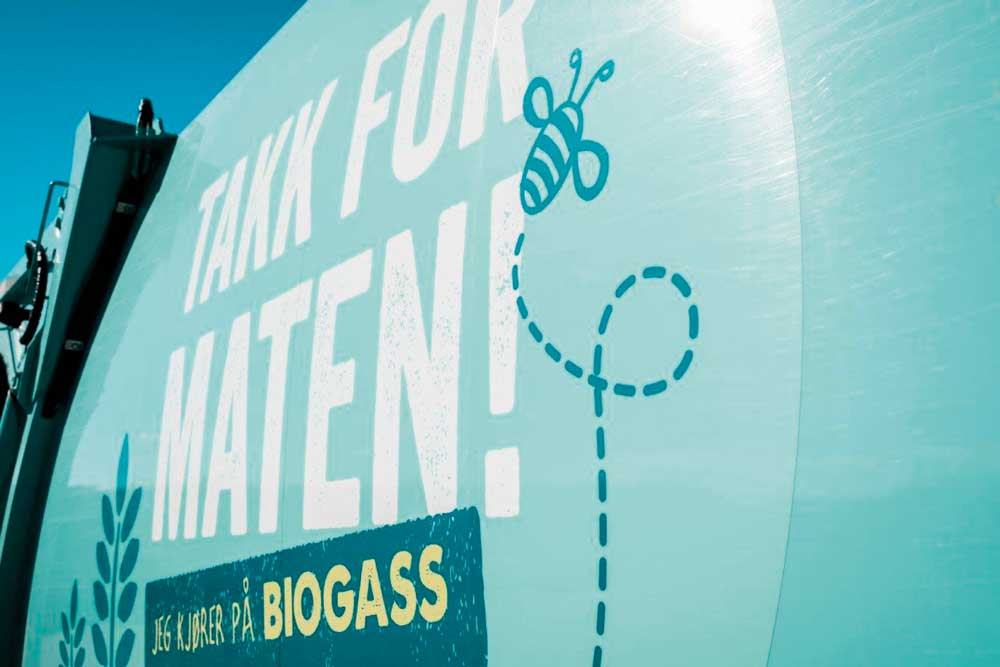 TAKK FOR
MATEN!
JEG KJØRER PÅ BIOGASS